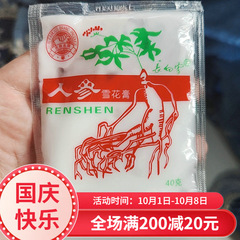 人参
雪花膏
RENSHEN
40克
国庆
快乐
活动时间：10月1日-10月8日
全场满200减20元